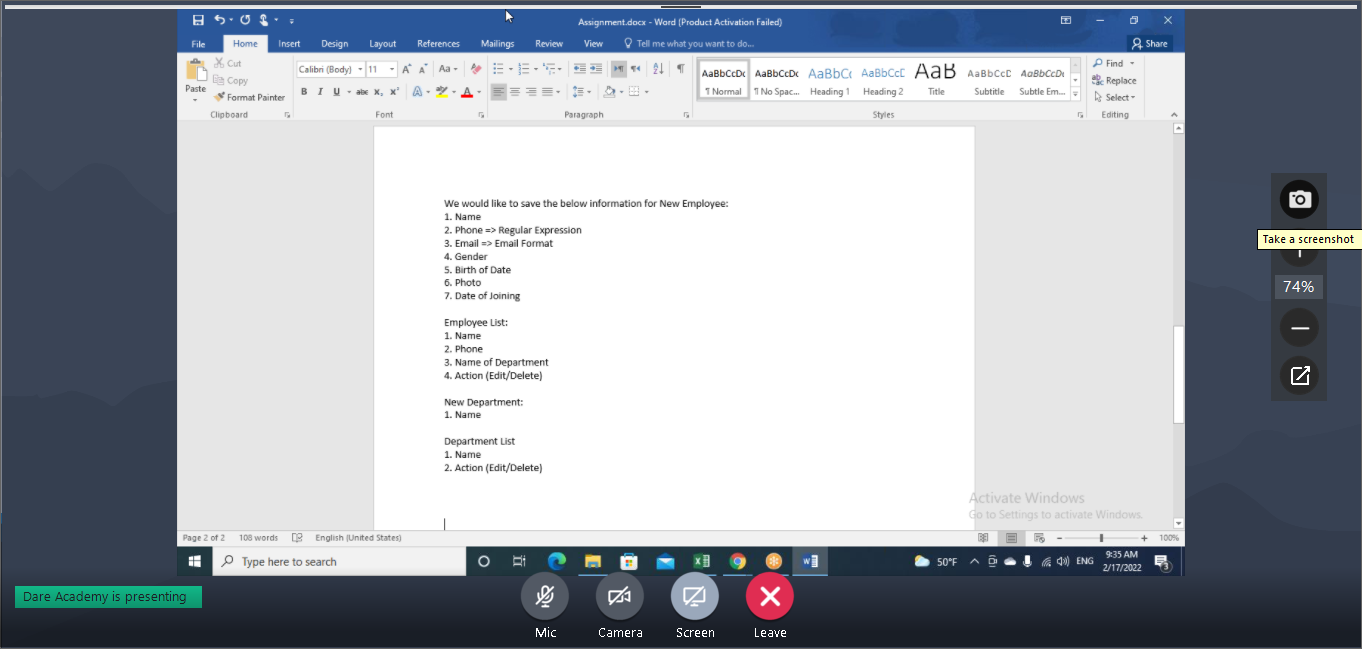 Assignment.docx - Word (Product Activation Failed)
File Home Insert Design Layout References Mailings Review View Tell me what you want to do... Share
Paste
Cut
Copy
Format Painter
Clipboard
Calibri (Body) 11
Font
Paragraph
AaBbCcDc AaBbCcDc AaBbCc AaBbCcD AaB AaBbCcD AaBbCcDc
¶ Normal ¶ No Spac... Heading 1 Heading 2 Title Subtitle Subtle Em...
Styles
Find
Replace
Select
Editing
We would like to save the below information for New Employee:
1. Name
2. Phone => Regular Expression
3. Email => Email Format
4. Gender
5. Birth of Date
6. Photo
7. Date of Joining
Employee List:
1. Name
2. Phone
3. Name of Department
4. Action (Edit/Delete)
New Department:
1. Name
Department List
1. Name
2. Action (Edit/Delete)
Activate Windows
Go to Settings to activate Windows.
Page 2 of 2 108 words English (United States) 100%
Type here to search
50°F ENG
9:35 AM
2/17/2022
3
Take a screenshot
74%
Dare Academy is presenting
Mic Camera Screen Leave